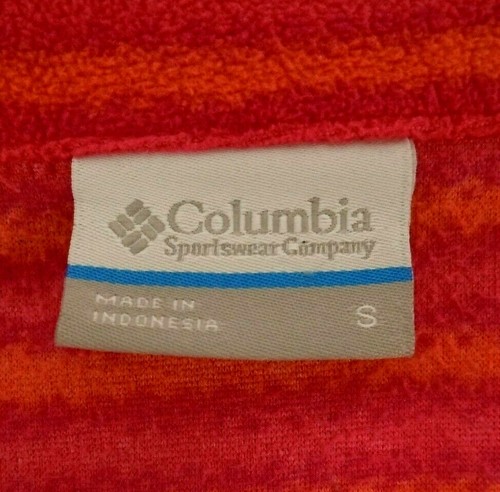 Columbia
Sportswear Company
MADE IN
INDONESIA
S